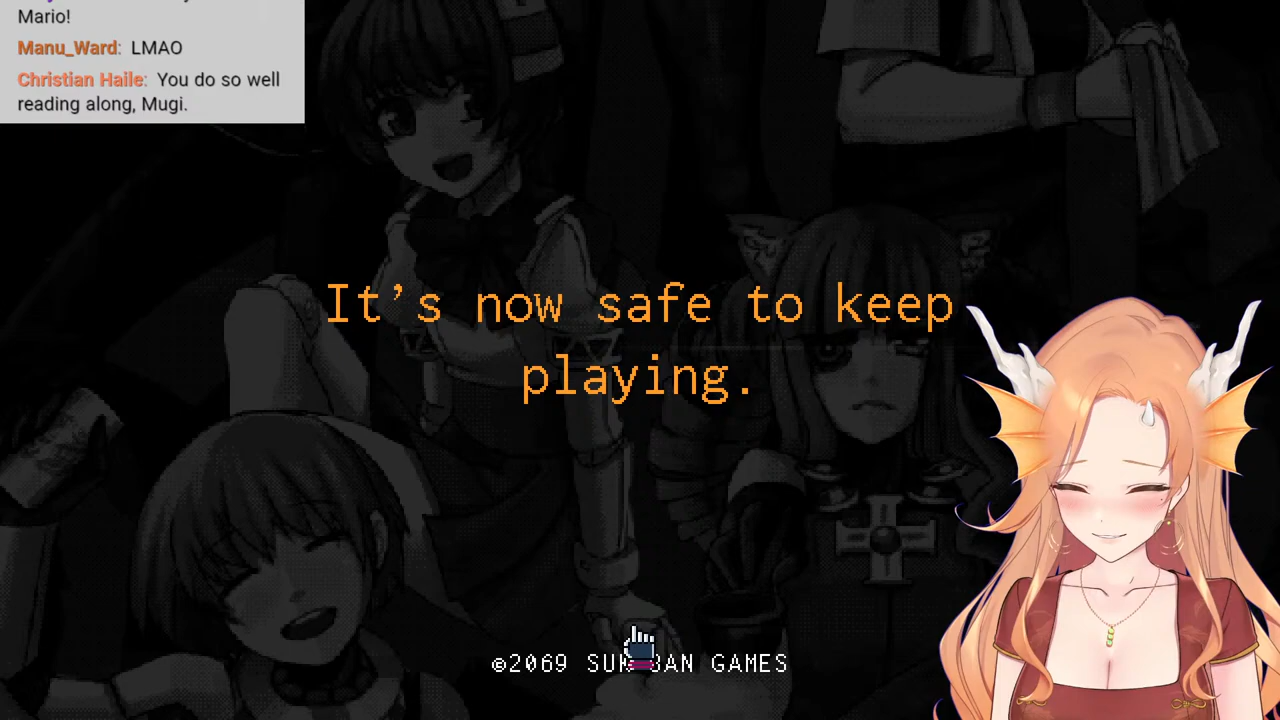 Mario!
Manu_Ward: LMAO
Christian Haile: You do so well
reading along, Mugi.
It's now safe to keep
playing.
©2069 GAMES